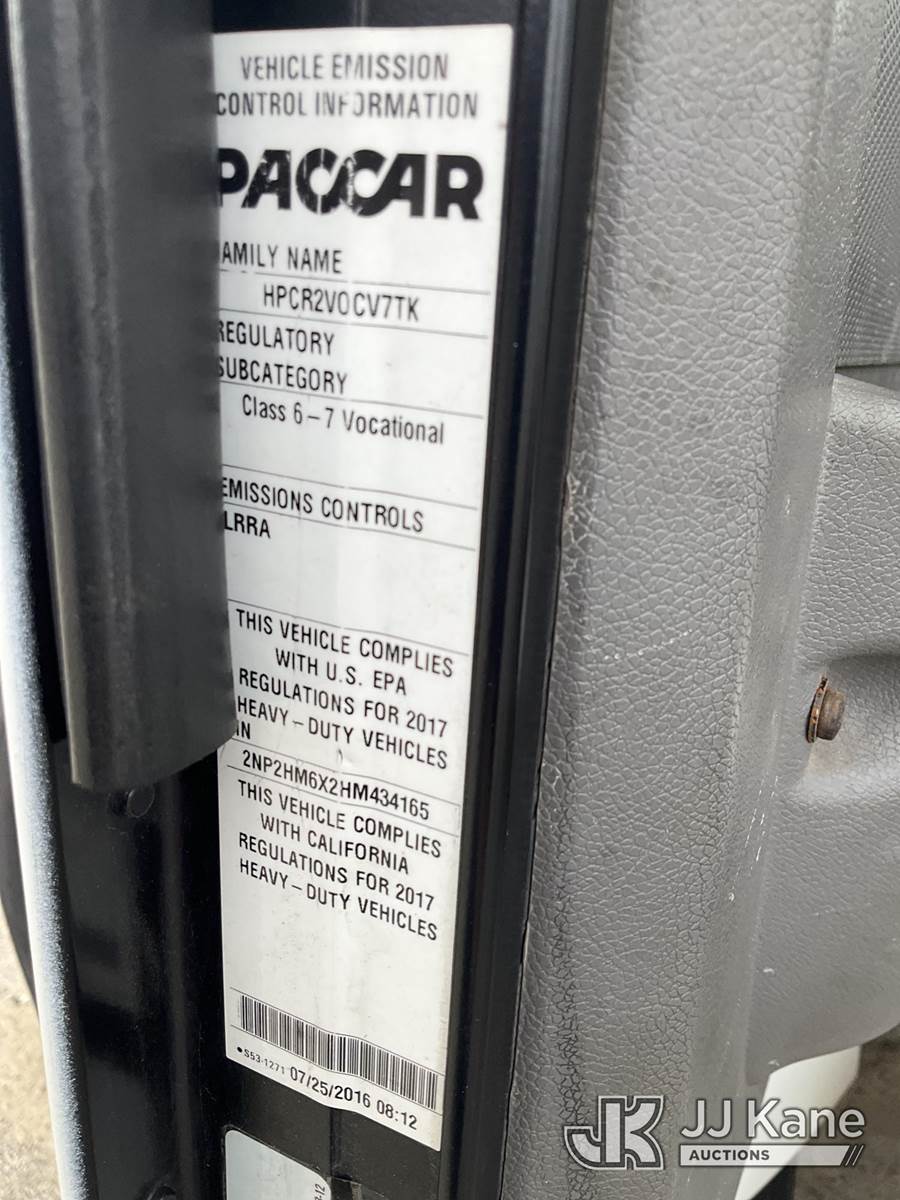 VEHICLE EMISSION
CONTROL INFORMATION
PACCAR
AMILY NAME
HPCR2VOCV7TK
REGULATORY
SUBCATEGORY
Class 6-7 Vocational
EMISSIONS CONTROLS
LRRA
THIS VEHICLE COMPLIES
WITH U.S. EPA
REGULATIONS FOR 2017
HEAVY-DUTY VEHICLES
IN
2NP2HM6X2HM434165
THIS VEHICLE COMPLIES
WITH CALIFORNIA
REGULATIONS FOR 2017
HEAVY-DUTY VEHICLES
•S53-1271 07/25/2016 08:12
JK JJ Kane
AUCTIONS